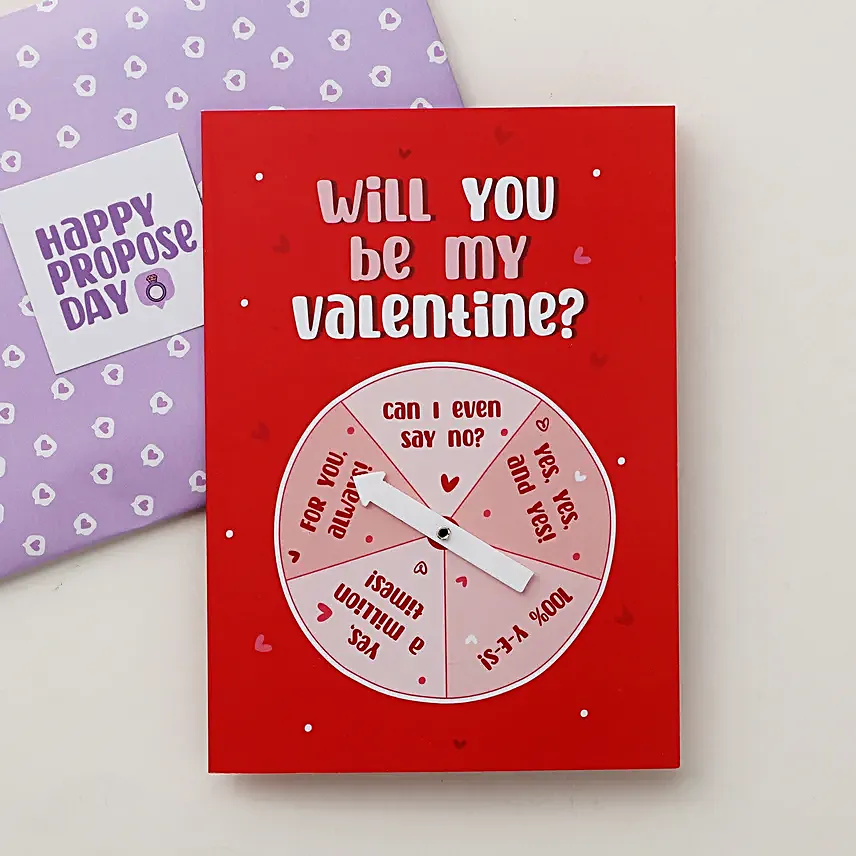 Happy
Propose
Day
Will you
be my
Valentine?
Can I even
say no?
Yes, yes,
and yes!
100% Y-E-S!
Yes,
a million
times!
For you,
always!